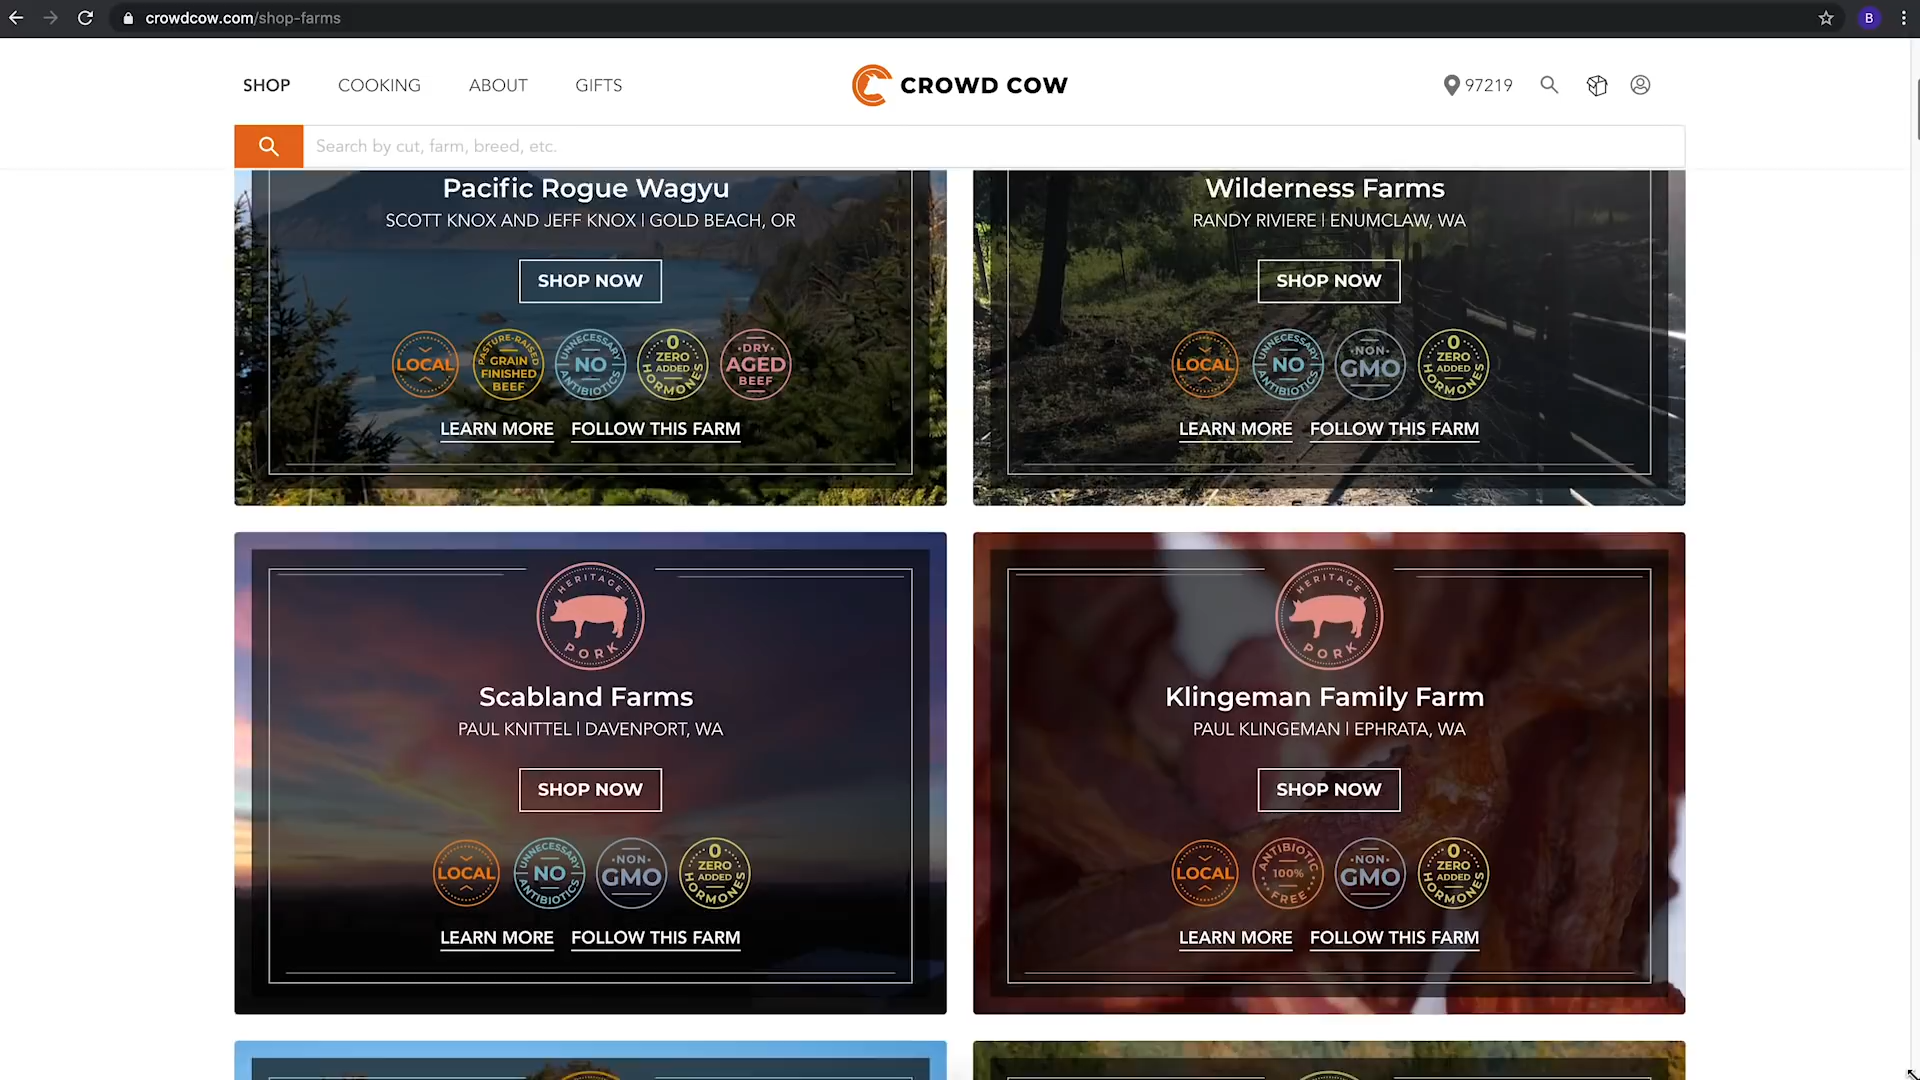 crowdcow.com/shop-farms
B
SHOP COOKING ABOUT GIFTS
CROWD COW
97219
Search by cut, farm, breed, etc.
Pacific Rogue Wagyu
SCOTT KNOX AND JEFF KNOX | GOLD BEACH, OR
SHOP NOW
LOCAL
PASTURE-RAISED GRAIN FINISHED BEEF
UNNECESSARY NO ANTIBIOTICS
0 ZERO ADDED HORMONES
DRY AGED BEEF
LEARN MORE FOLLOW THIS FARM
Wilderness Farms
RANDY RIVIERE | ENUMCLAW, WA
SHOP NOW
LOCAL
UNNECESSARY NO ANTIBIOTICS
NON GMO
0 ZERO ADDED HORMONES
LEARN MORE FOLLOW THIS FARM
HERITAGE PORK
Scabland Farms
PAUL KNITTEL | DAVENPORT, WA
SHOP NOW
LOCAL
UNNECESSARY NO ANTIBIOTICS
NON GMO
0 ZERO ADDED HORMONES
LEARN MORE FOLLOW THIS FARM
HERITAGE PORK
Klingeman Family Farm
PAUL KLINGEMAN | EPHRATA, WA
SHOP NOW
LOCAL
ANTIBIOTIC 100% FREE
NON GMO
0 ZERO ADDED HORMONES
LEARN MORE FOLLOW THIS FARM